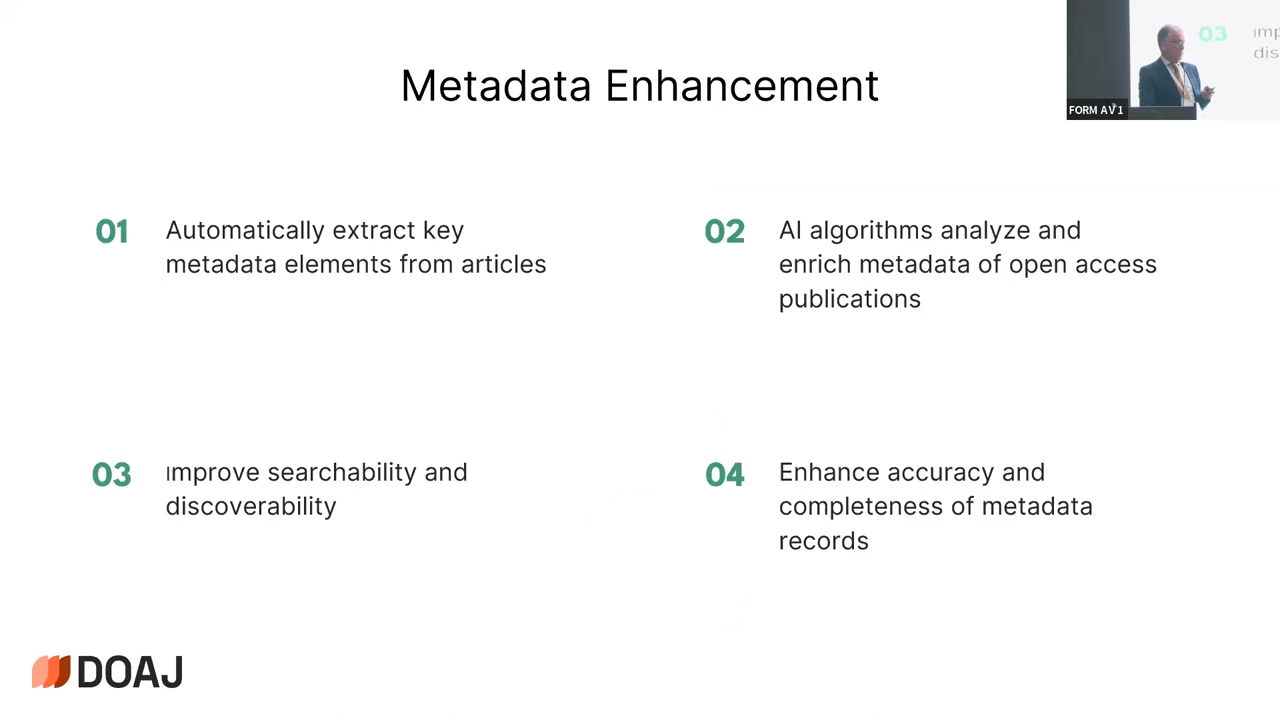 Metadata Enhancement
03
FORM AV 1
01
Automatically extract key
metadata elements from articles
02
AI algorithms analyze and
enrich metadata of open access
publications
03
improve searchability and
discoverability
04
Enhance accuracy and
completeness of metadata
records
DOAJ